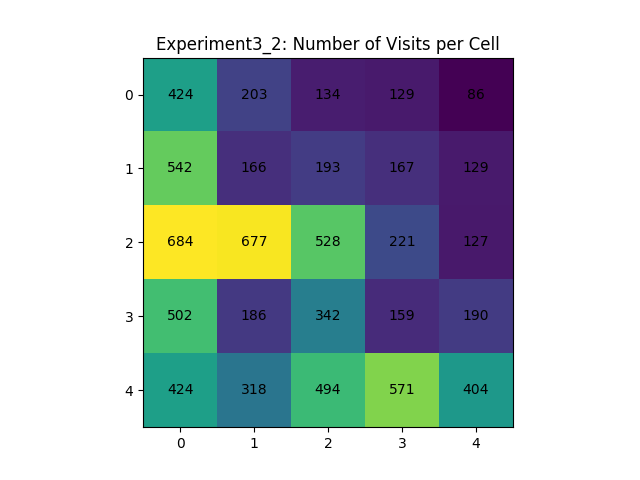 Experiment3_2: Number of Visits per Cell
0 424 203 134 129 86
1 542 166 193 167 129
2 684 677 528 221 127
3 502 186 342 159 190
4 424 318 494 571 404
0 1 2 3 4